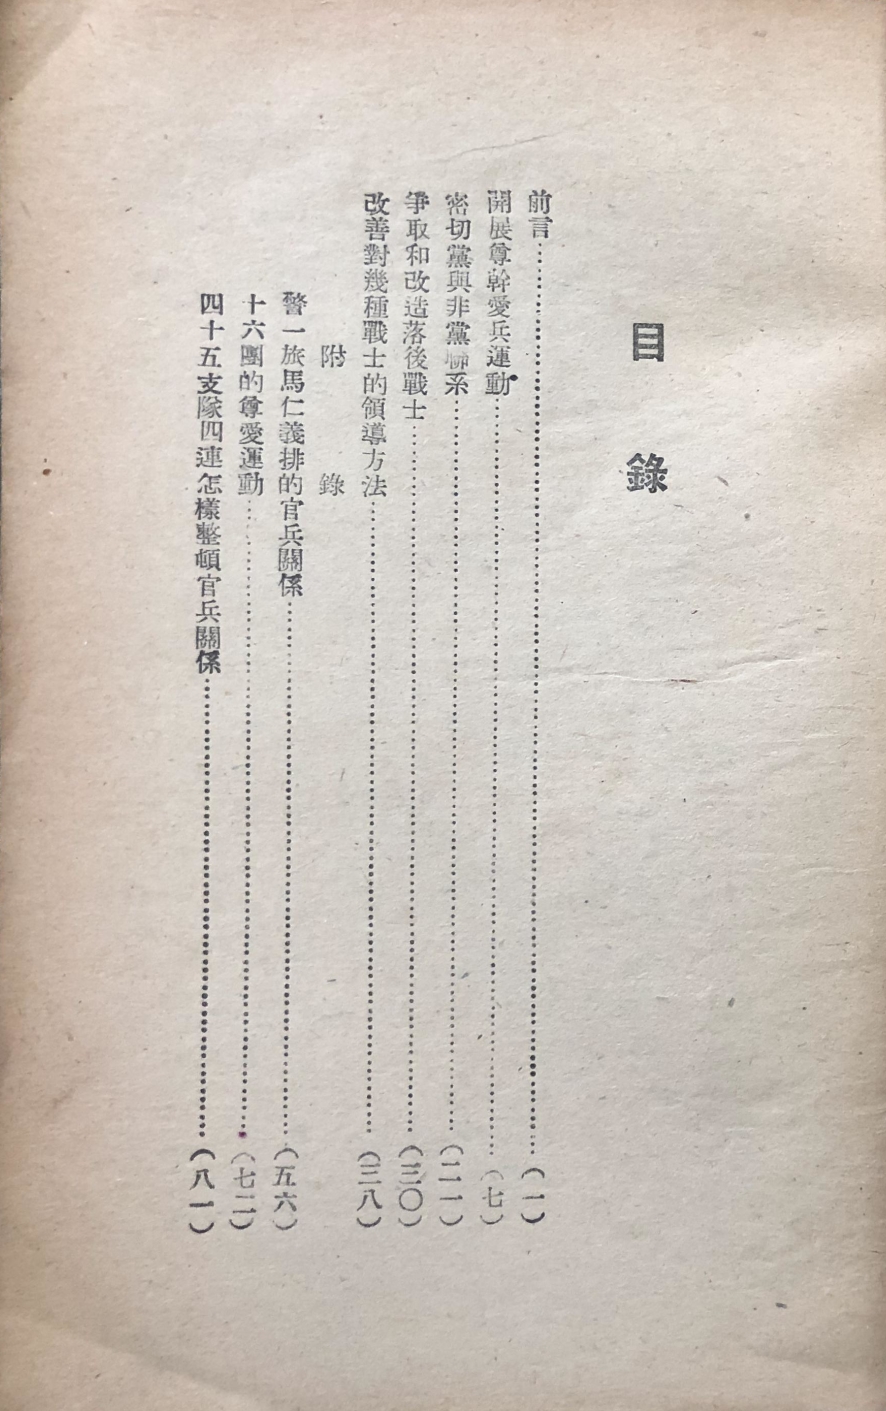 目錄
前言…………(一)
開展尊幹愛兵運動…………(七)
密切黨與非黨聯系…………(二一)
爭取和改造落後戰士…………(三〇)
改善對幾種戰士的領導方法…………(三八)
附錄
警一旅馬仁義排的官兵關係…………(五六)
十六團的尊愛運動…………(七二)
四十五支隊四連怎樣整頓官兵關係…………(八一)